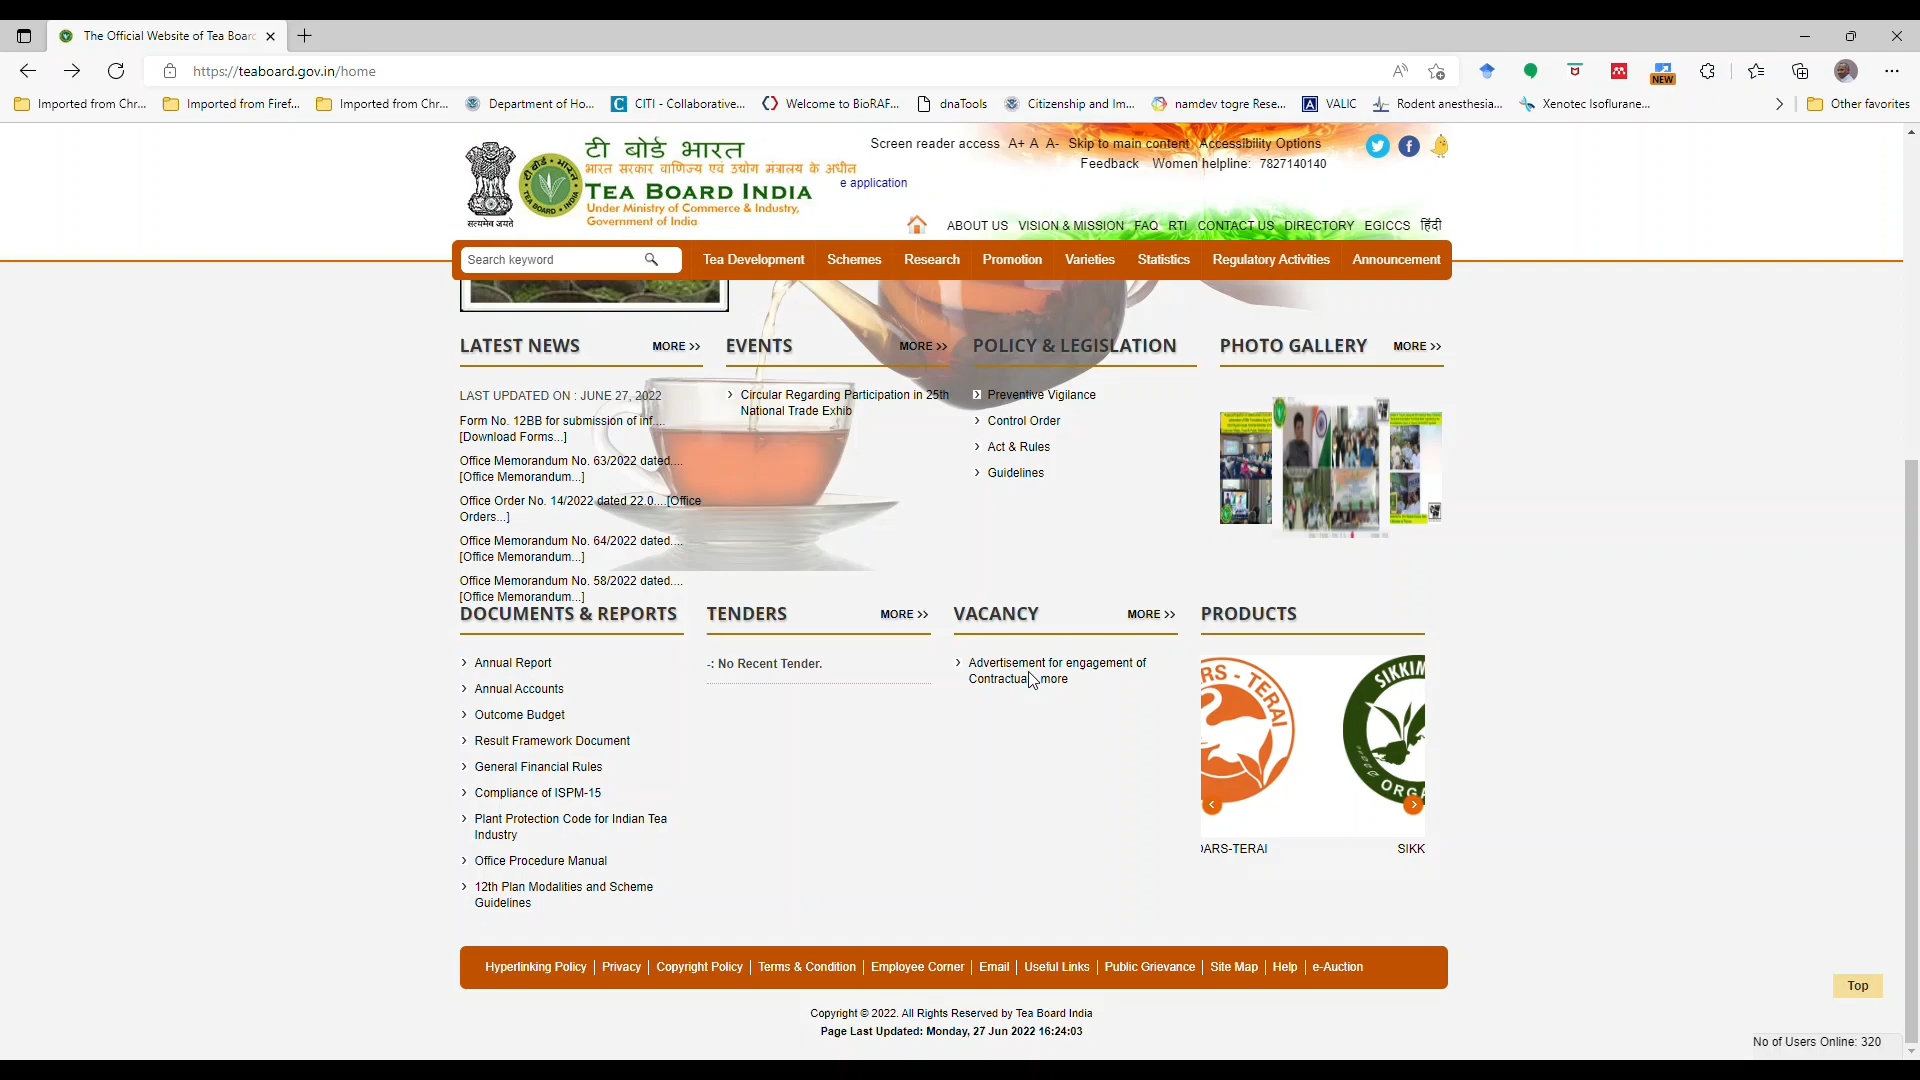 The Official Website of Tea Boar
https://teaboard.gov.in/home
NEW
Imported from Chr...
Imported from Firef...
Imported from Chr...
Department of Ho...
CITI - Collaborative...
Welcome to BioRAF...
dnaTools
Citizenship and Im...
namdev togre Rese...
VALIC
Rodent anesthesia...
Xenotec Isoflurane...
Other favorites
टी बोर्ड भारत
भारत सरकार वाणिज्य एवं उद्योग मंत्रालय के अधीन
TEA BOARD INDIA
Under Ministry of Commerce & Industry,
Government of India
सत्यमेव जयते
Screen reader access A+ A A- Skip to main content Accessibility Options
Feedback Women helpline: 7827140140
e application
ABOUT US VISION & MISSION FAQ RTI CONTACT US DIRECTORY EGICCS हिंदी
Search keyword
Tea Development Schemes Research Promotion Varieties Statistics Regulatory Activities Announcement
LATEST NEWS MORE >>
LAST UPDATED ON : JUNE 27, 2022
Form No. 12BB for submission of inf....
[Download Forms...]
Office Memorandum No. 63/2022 dated....
[Office Memorandum...]
Office Order No. 14/2022 dated 22.0....[Office
Orders...]
Office Memorandum No. 64/2022 dated....
[Office Memorandum...]
Office Memorandum No. 58/2022 dated....
[Office Memorandum...]
EVENTS MORE >>
Circular Regarding Participation in 25th
National Trade Exhib
POLICY & LEGISLATION
Preventive Vigilance
Control Order
Act & Rules
Guidelines
PHOTO GALLERY MORE >>
DOCUMENTS & REPORTS
Annual Report
Annual Accounts
Outcome Budget
Result Framework Document
General Financial Rules
Compliance of ISPM-15
Plant Protection Code for Indian Tea
Industry
Office Procedure Manual
12th Plan Modalities and Scheme
Guidelines
TENDERS MORE >>
-: No Recent Tender.
VACANCY MORE >>
Advertisement for engagement of
Contractual more
PRODUCTS
RS - TERAI
SIKKIM
ORGA
ARS-TERAI
SIKK
Hyperlinking Policy | Privacy | Copyright Policy | Terms & Condition | Employee Corner | Email | Useful Links | Public Grievance | Site Map | Help | e-Auction
Copyright © 2022. All Rights Reserved by Tea Board India
Page Last Updated: Monday, 27 Jun 2022 16:24:03
Top
No of Users Online: 320